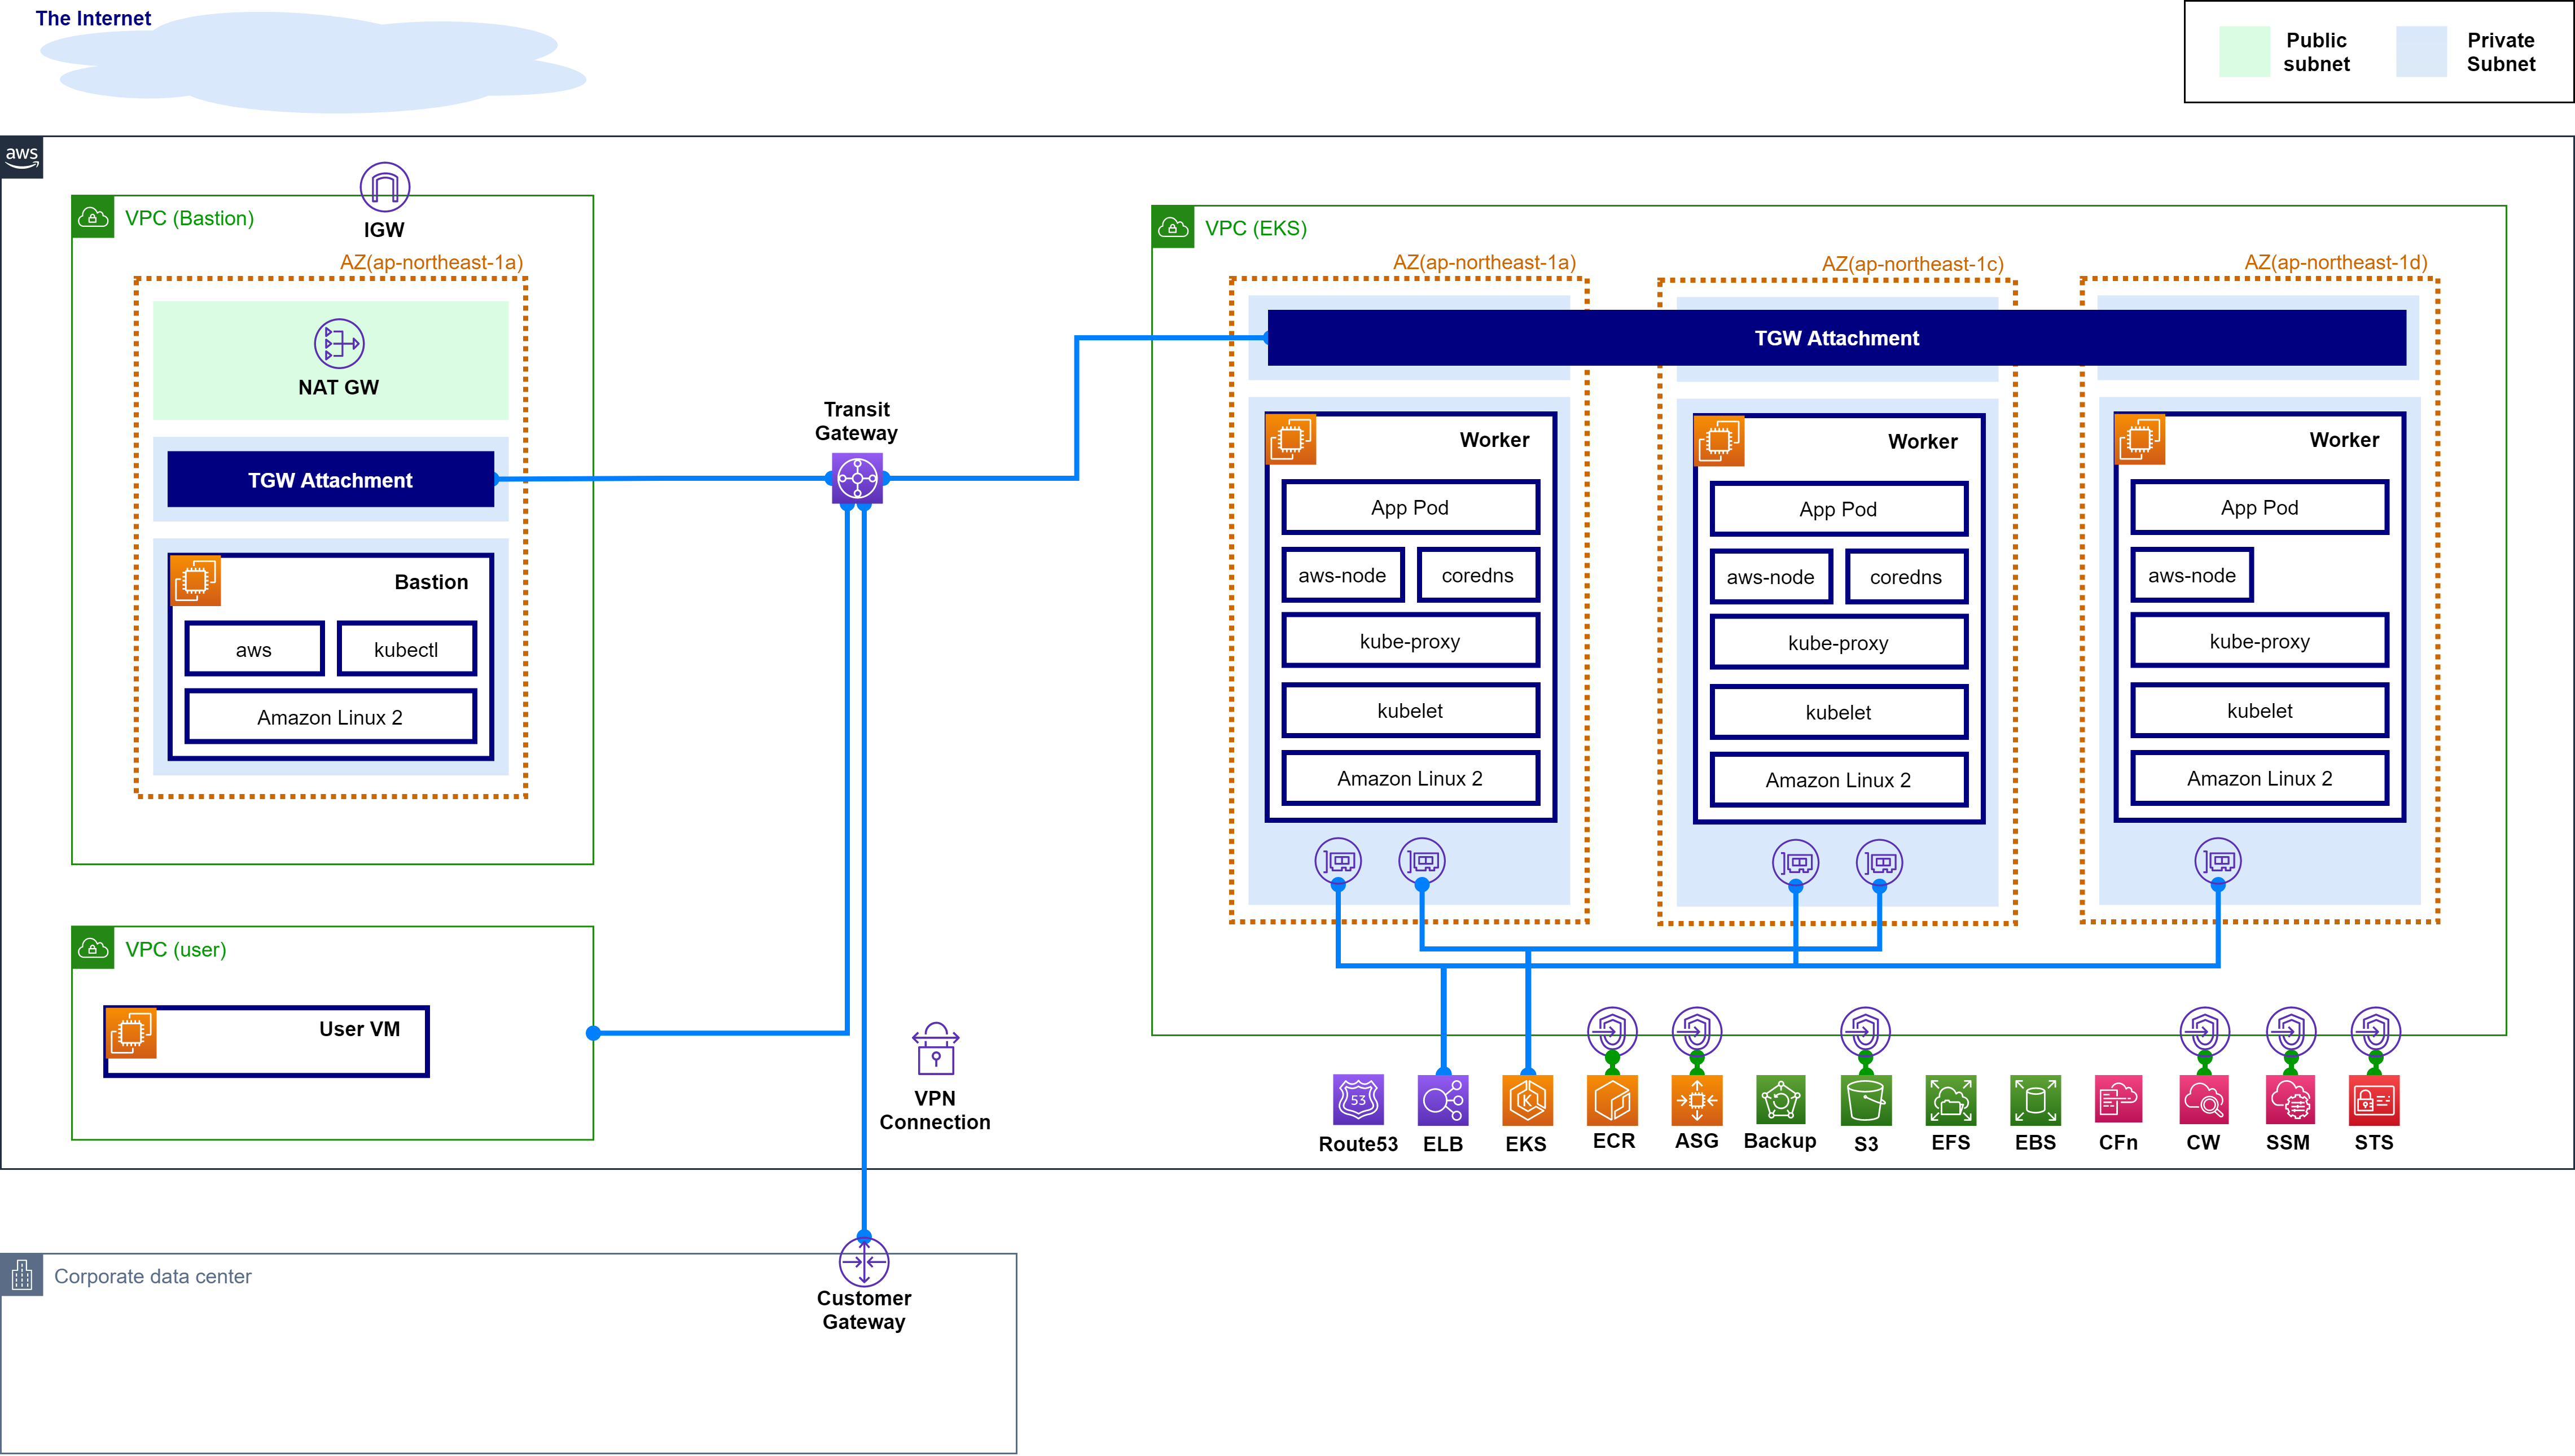 The Internet
Public
subnet
Private
Subnet
aws
IGW
VPC (Bastion)
AZ(ap-northeast-1a)
NAT GW
TGW Attachment
Bastion
aws
kubectl
Amazon Linux 2
Transit
Gateway
VPC (EKS)
AZ(ap-northeast-1a)
AZ(ap-northeast-1c)
AZ(ap-northeast-1d)
TGW Attachment
Worker
App Pod
aws-node
coredns
kube-proxy
kubelet
Amazon Linux 2
Worker
App Pod
aws-node
coredns
kube-proxy
kubelet
Amazon Linux 2
Worker
App Pod
aws-node
kube-proxy
kubelet
Amazon Linux 2
VPC (user)
User VM
VPN
Connection
53
K
Route53
ELB
EKS
ECR
ASG
Backup
S3
EFS
EBS
CFn
CW
SSM
STS
Corporate data center
Customer
Gateway